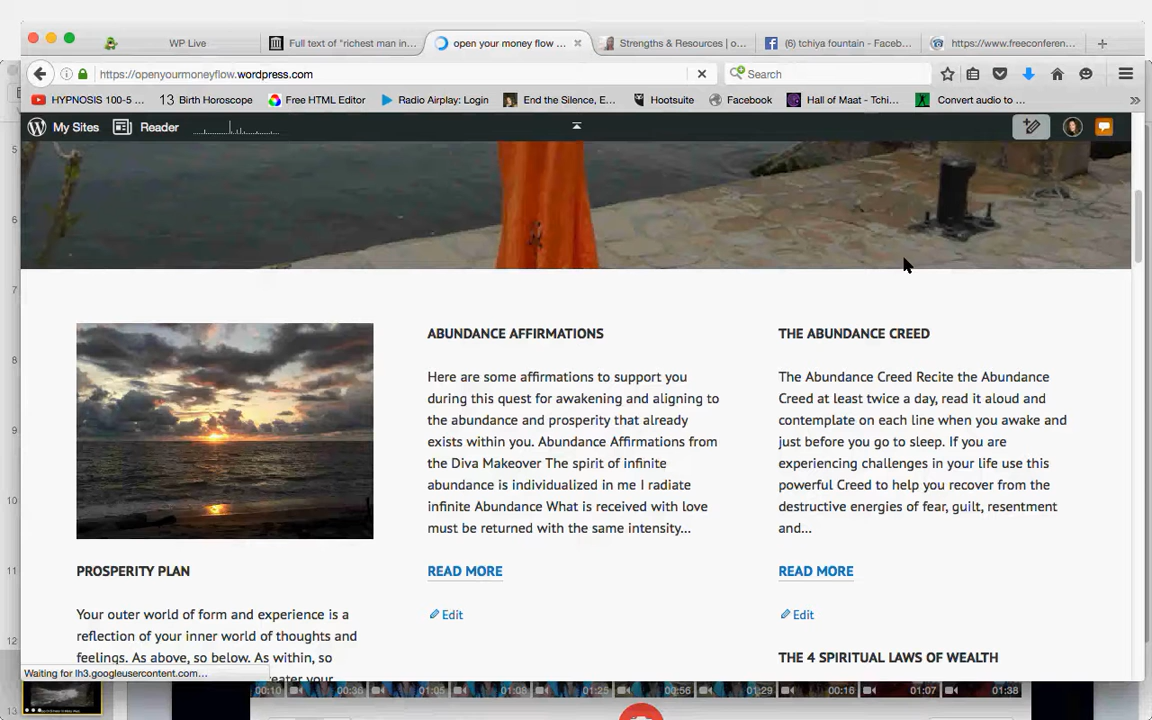 WP Live
Full text of "richest man in...
open your money flow ...
Strengths & Resources | o...
(6) tchiya fountain - Faceb...
https://www.freeconferen...
https://openyourmoneyflow.wordpress.com
Search
HYPNOSIS 100-5 ...
13 Birth Horoscope
Free HTML Editor
Radio Airplay: Login
End the Silence, E...
Hootsuite
Facebook
Hall of Maat - Tchi...
Convert audio to ...
My Sites
Reader
5
6
7
8
9
10
11
12
13
ABUNDANCE AFFIRMATIONS
Here are some affirmations to support you
during this quest for awakening and aligning to
the abundance and prosperity that already
exists within you. Abundance Affirmations from
the Diva Makeover The spirit of infinite
abundance is individualized in me I radiate
infinite Abundance What is received with love
must be returned with the same intensity...
READ MORE
Edit
THE ABUNDANCE CREED
The Abundance Creed Recite the Abundance
Creed at least twice a day, read it aloud and
contemplate on each line when you awake and
just before you go to sleep. If you are
experiencing challenges in your life use this
powerful Creed to help you recover from the
destructive energies of fear, guilt, resentment
and...
READ MORE
Edit
THE 4 SPIRITUAL LAWS OF WEALTH
PROSPERITY PLAN
Your outer world of form and experience is a
reflection of your inner world of thoughts and
feelings. As above, so below. As within, so
Waiting for lh3.googleusercontent.com...
00:10
00:36
01:05
01:08
01:25
00:56
01:29
00:16
01:07
01:38